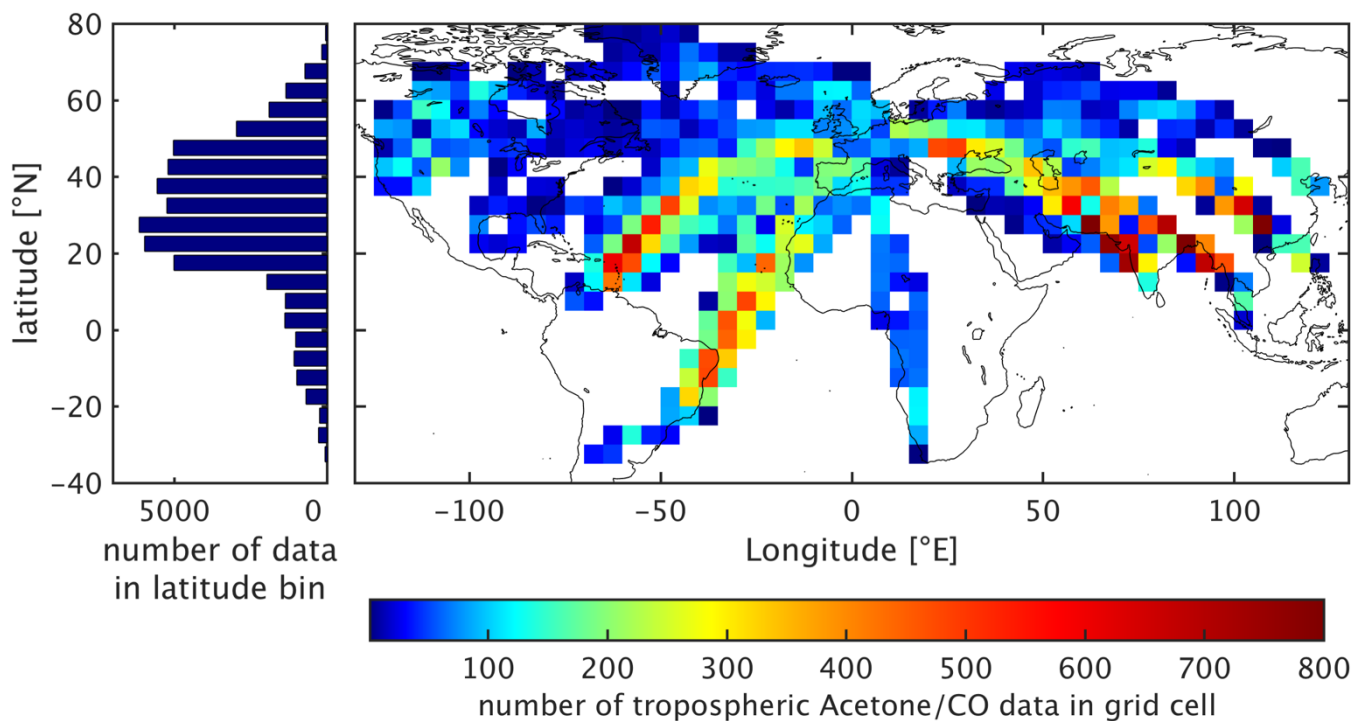 80
60
40
20
0
−20
−40
latitude [°N]
5000 0
number of data
in latitude bin
−100 −50 0 50 100
Longitude [°E]
100 200 300 400 500 600 700 800
number of tropospheric Acetone/CO data in grid cell